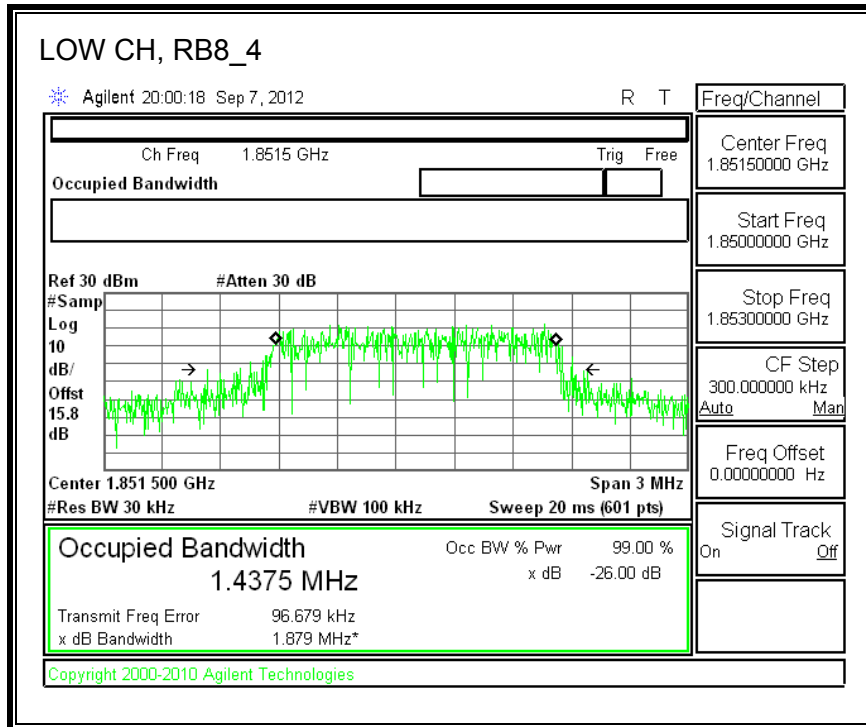 LOW CH, RB8_4
Agilent 20:00:18 Sep 7, 2012 R T
Ch Freq 1.8515 GHz Trig Free
Occupied Bandwidth
Ref 30 dBm #Atten 30 dB
#Samp
Log
10
dB/
Offst
15.8
dB
Center 1.851 500 GHz Span 3 MHz
#Res BW 30 kHz #VBW 100 kHz Sweep 20 ms (601 pts)
Occupied Bandwidth Occ BW % Pwr 99.00 %
1.4375 MHz x dB -26.00 dB
Transmit Freq Error 96.679 kHz
x dB Bandwidth 1.879 MHz*
Copyright 2000-2010 Agilent Technologies
Freq/Channel
Center Freq
1.85150000 GHz
Start Freq
1.85000000 GHz
Stop Freq
1.85300000 GHz
CF Step
300.000000 kHz
Auto Man
Freq Offset
0.00000000 Hz
Signal Track
On Off